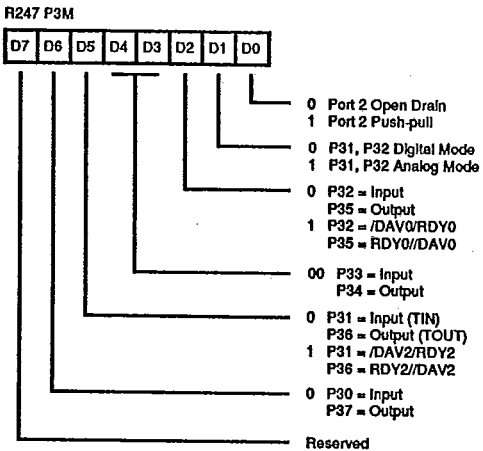 R247 P3M
D7 D6 D5 D4 D3 D2 D1 D0
0 Port 2 Open Drain
1 Port 2 Push-pull
0 P31, P32 Digital Mode
1 P31, P32 Analog Mode
0 P32 = Input
P35 = Output
1 P32 = /DAV0/RDY0
P35 = RDY0//DAV0
00 P33 = Input
P34 = Output
0 P31 = Input (TIN)
P36 = Output (TOUT)
1 P31 = /DAV2/RDY2
P36 = RDY2//DAV2
0 P30 = Input
P37 = Output
Reserved